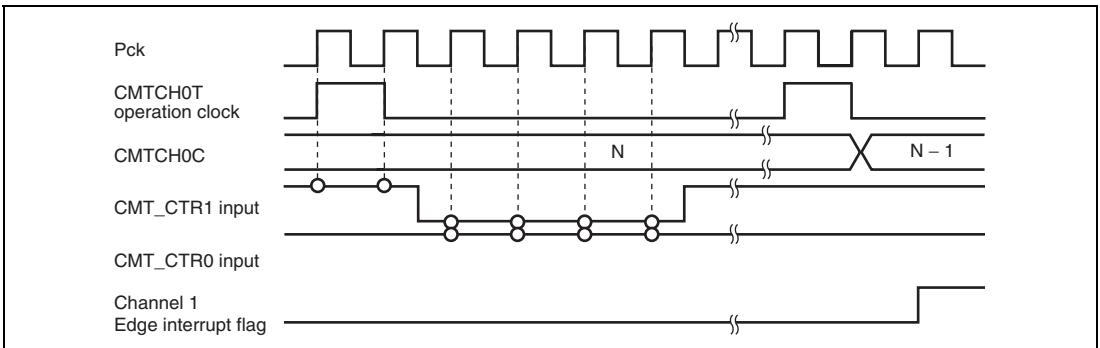 Pck
CMTCH0T
operation clock
CMTCH0C
N
N – 1
CMT_CTR1 input
CMT_CTR0 input
Channel 1
Edge interrupt flag